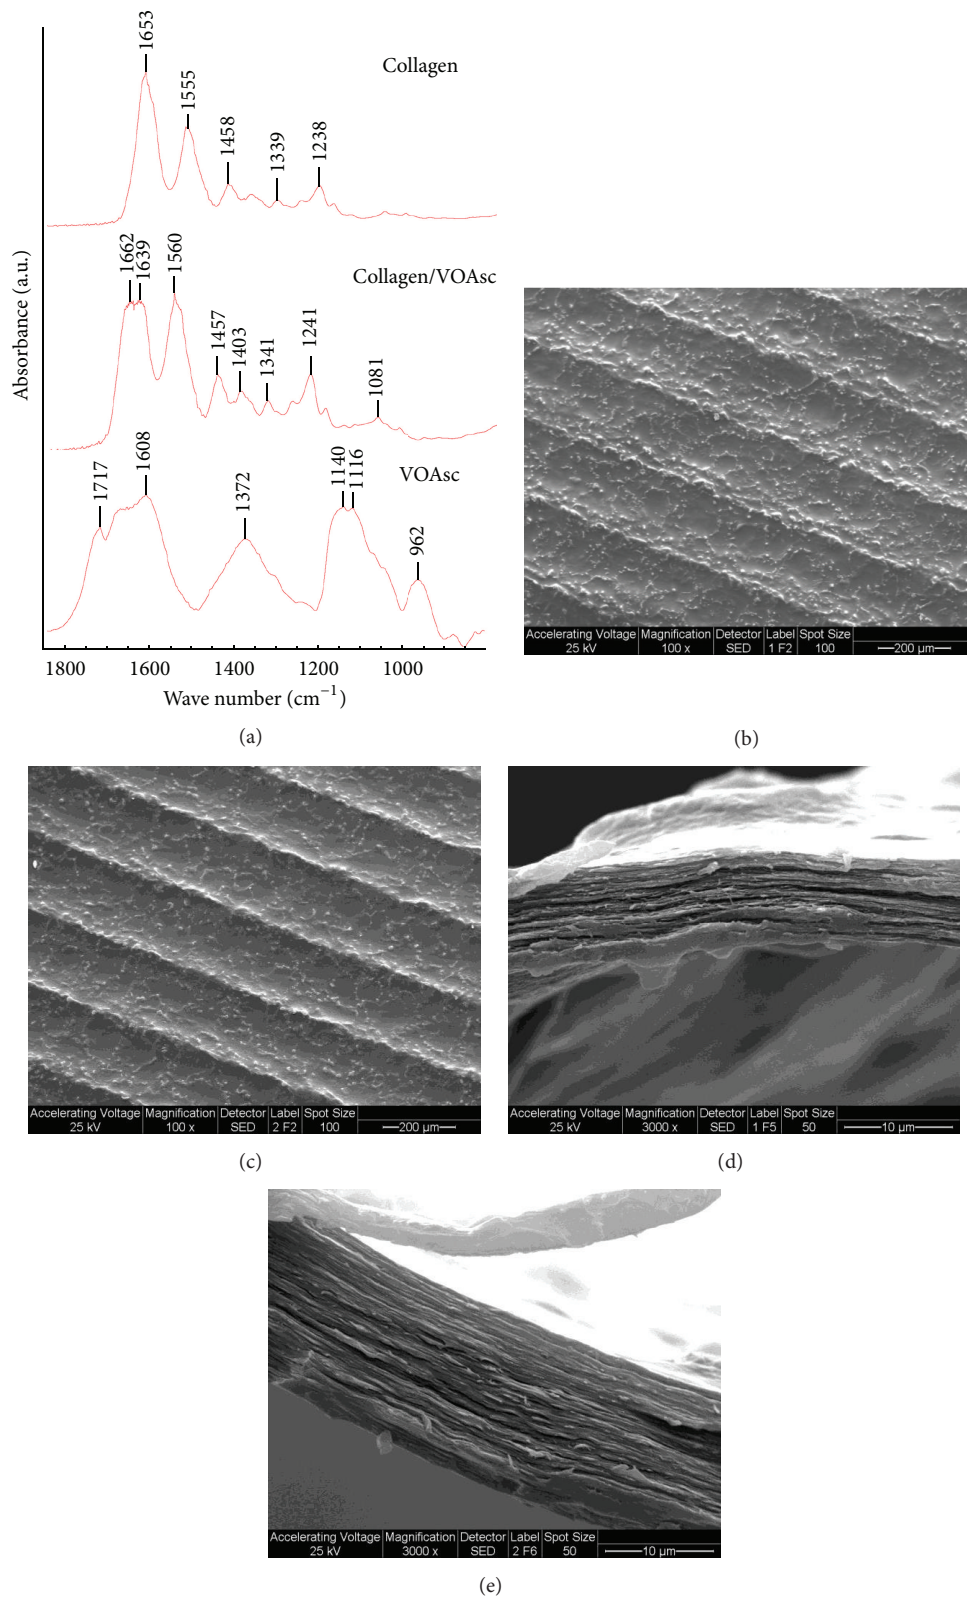 1653
1555
1458
1339
1238
Collagen
1662
1639
1560
1457
1403
1341
1241
1081
Collagen/VOAsc
1717
1608
1372
1140
1116
962
VOAsc
Absorbance (a.u.)
1800 1600 1400 1200 1000
Wave number (cm⁻¹)
(a)
Accelerating Voltage Magnification Detector Label Spot Size
25 kV 100 x SED 1 F2 100 200 µm
(b)
Accelerating Voltage Magnification Detector Label Spot Size
25 kV 100 x SED 2 F2 100 200 µm
(c)
Accelerating Voltage Magnification Detector Label Spot Size
25 kV 3000 x SED 1 F5 50 10 µm
(d)
Accelerating Voltage Magnification Detector Label Spot Size
25 kV 3000 x SED 2 F6 50 10 µm
(e)